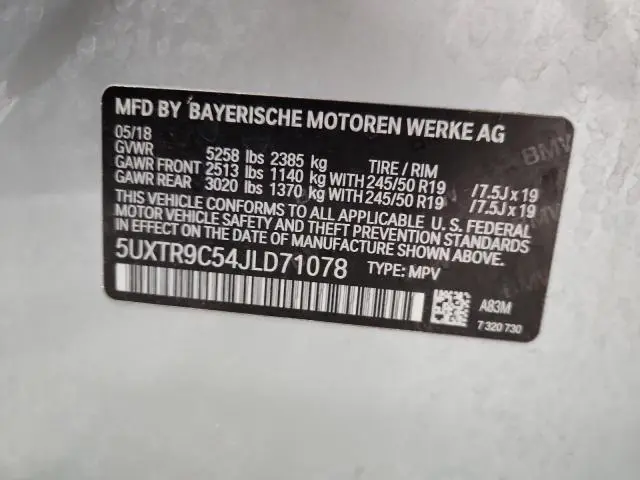 MFD BY BAYERISCHE MOTOREN WERKE AG
05/18
GVWR 5258 lbs 2385 kg TIRE / RIM
GAWR FRONT 2513 lbs 1140 kg WITH 245/50 R19 /7.5J x 19
GAWR REAR 3020 lbs 1370 kg WITH 245/50 R19 /7.5J x 19
THIS VEHICLE CONFORMS TO ALL APPLICABLE U. S. FEDERAL
MOTOR VEHICLE SAFETY AND THEFT PREVENTION STANDARDS
IN EFFECT ON THE DATE OF MANUFACTURE SHOWN ABOVE.
5UXTR9C54JLD71078 TYPE: MPV
A83M
7 320 730